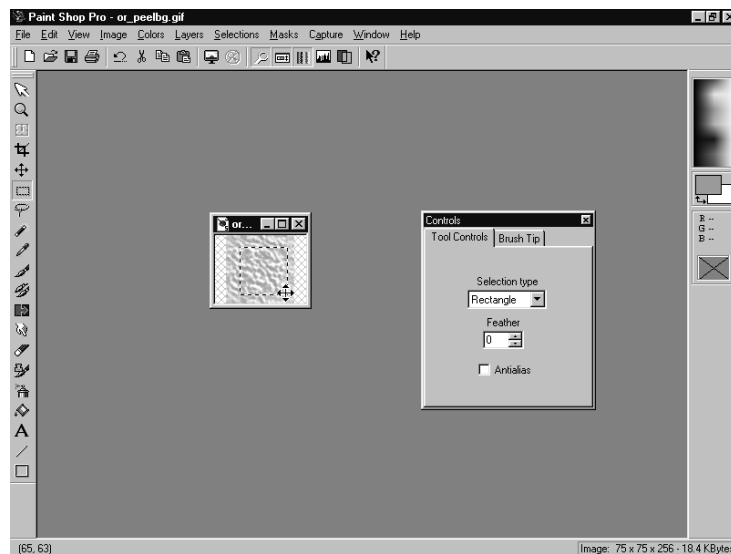 Paint Shop Pro - or_peelbg.gif
File Edit View Image Colors Layers Selections Masks Capture Window Help
or...
Controls
Tool Controls Brush Tip
Selection type
Rectangle
Feather
0
Antialias
R --
G --
B --
A
(65, 63)
Image: 75 x 75 x 256 - 18.4 KBytes